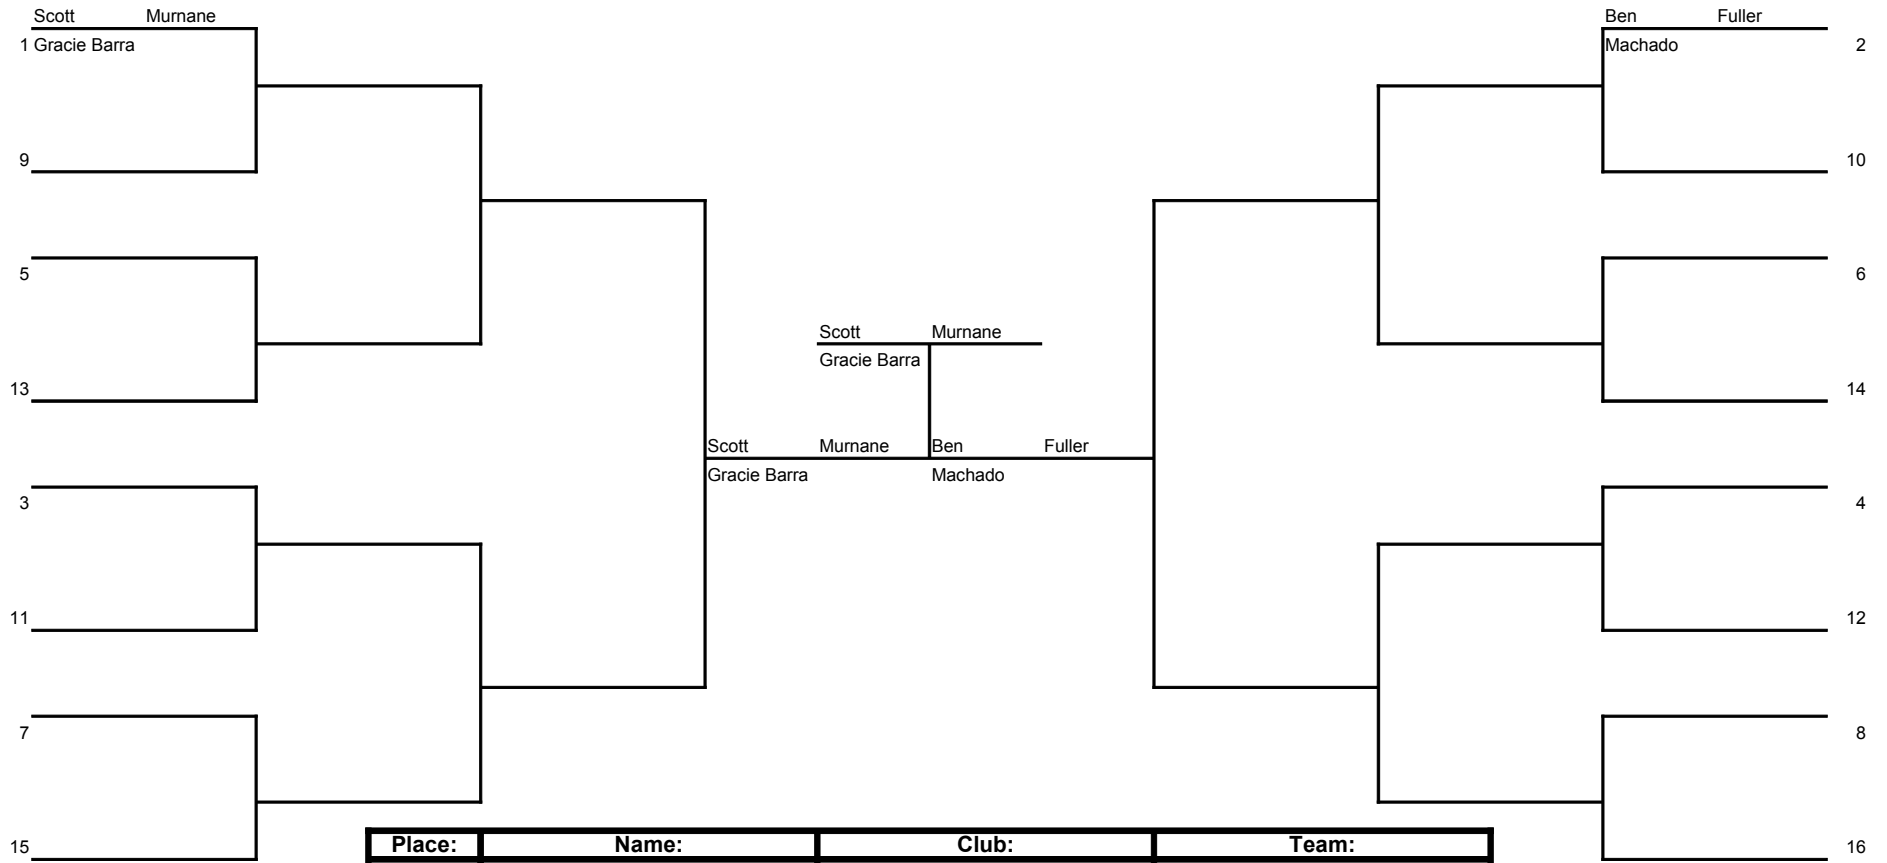 Scott Murnane Ben Fuller
1 Gracie Barra Machado 2
9 10
5 6
Scott Murnane
Gracie Barra
13 14
Scott Murnane Ben Fuller
Gracie Barra Machado
3 4
11 12
7 8
Place: Name: Club: Team:
15 16